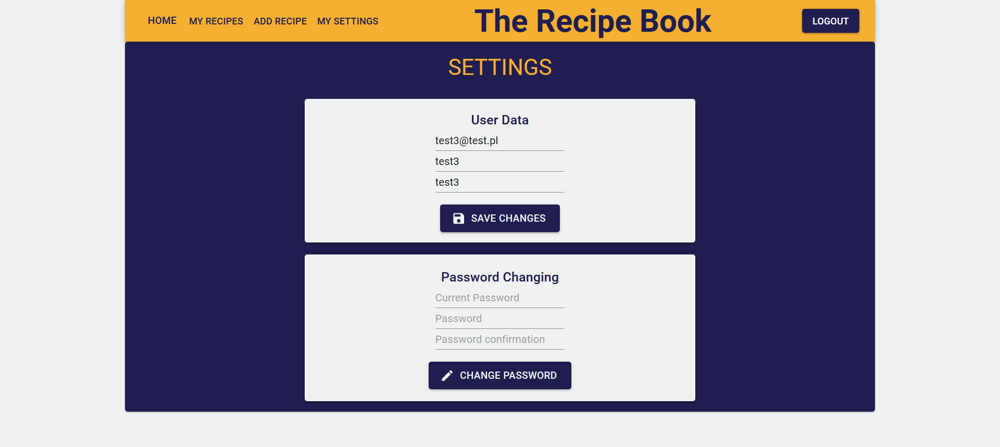 HOME MY RECIPES ADD RECIPE MY SETTINGS The Recipe Book LOGOUT
SETTINGS
User Data
test3@test.pl
test3
test3
SAVE CHANGES
Password Changing
Current Password
Password
Password confirmation
CHANGE PASSWORD